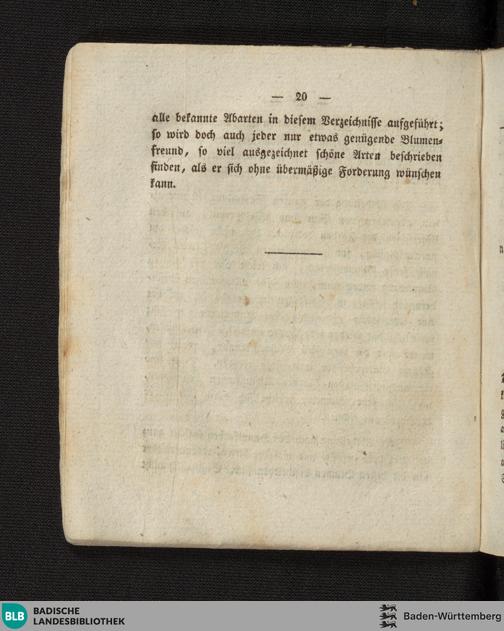 — 20 —
alle bekannte Abarten in diesem Verzeichnisse aufgeführt;
so wird doch auch jeder nur etwas genügende Blumen-
freund, so viel ausgezeichnet schöne Arten beschrieben
finden, als er sich ohne übermäßige Forderung wünschen
kann.
BLB
BADISCHE
LANDESBIBLIOTHEK
Baden-Württemberg